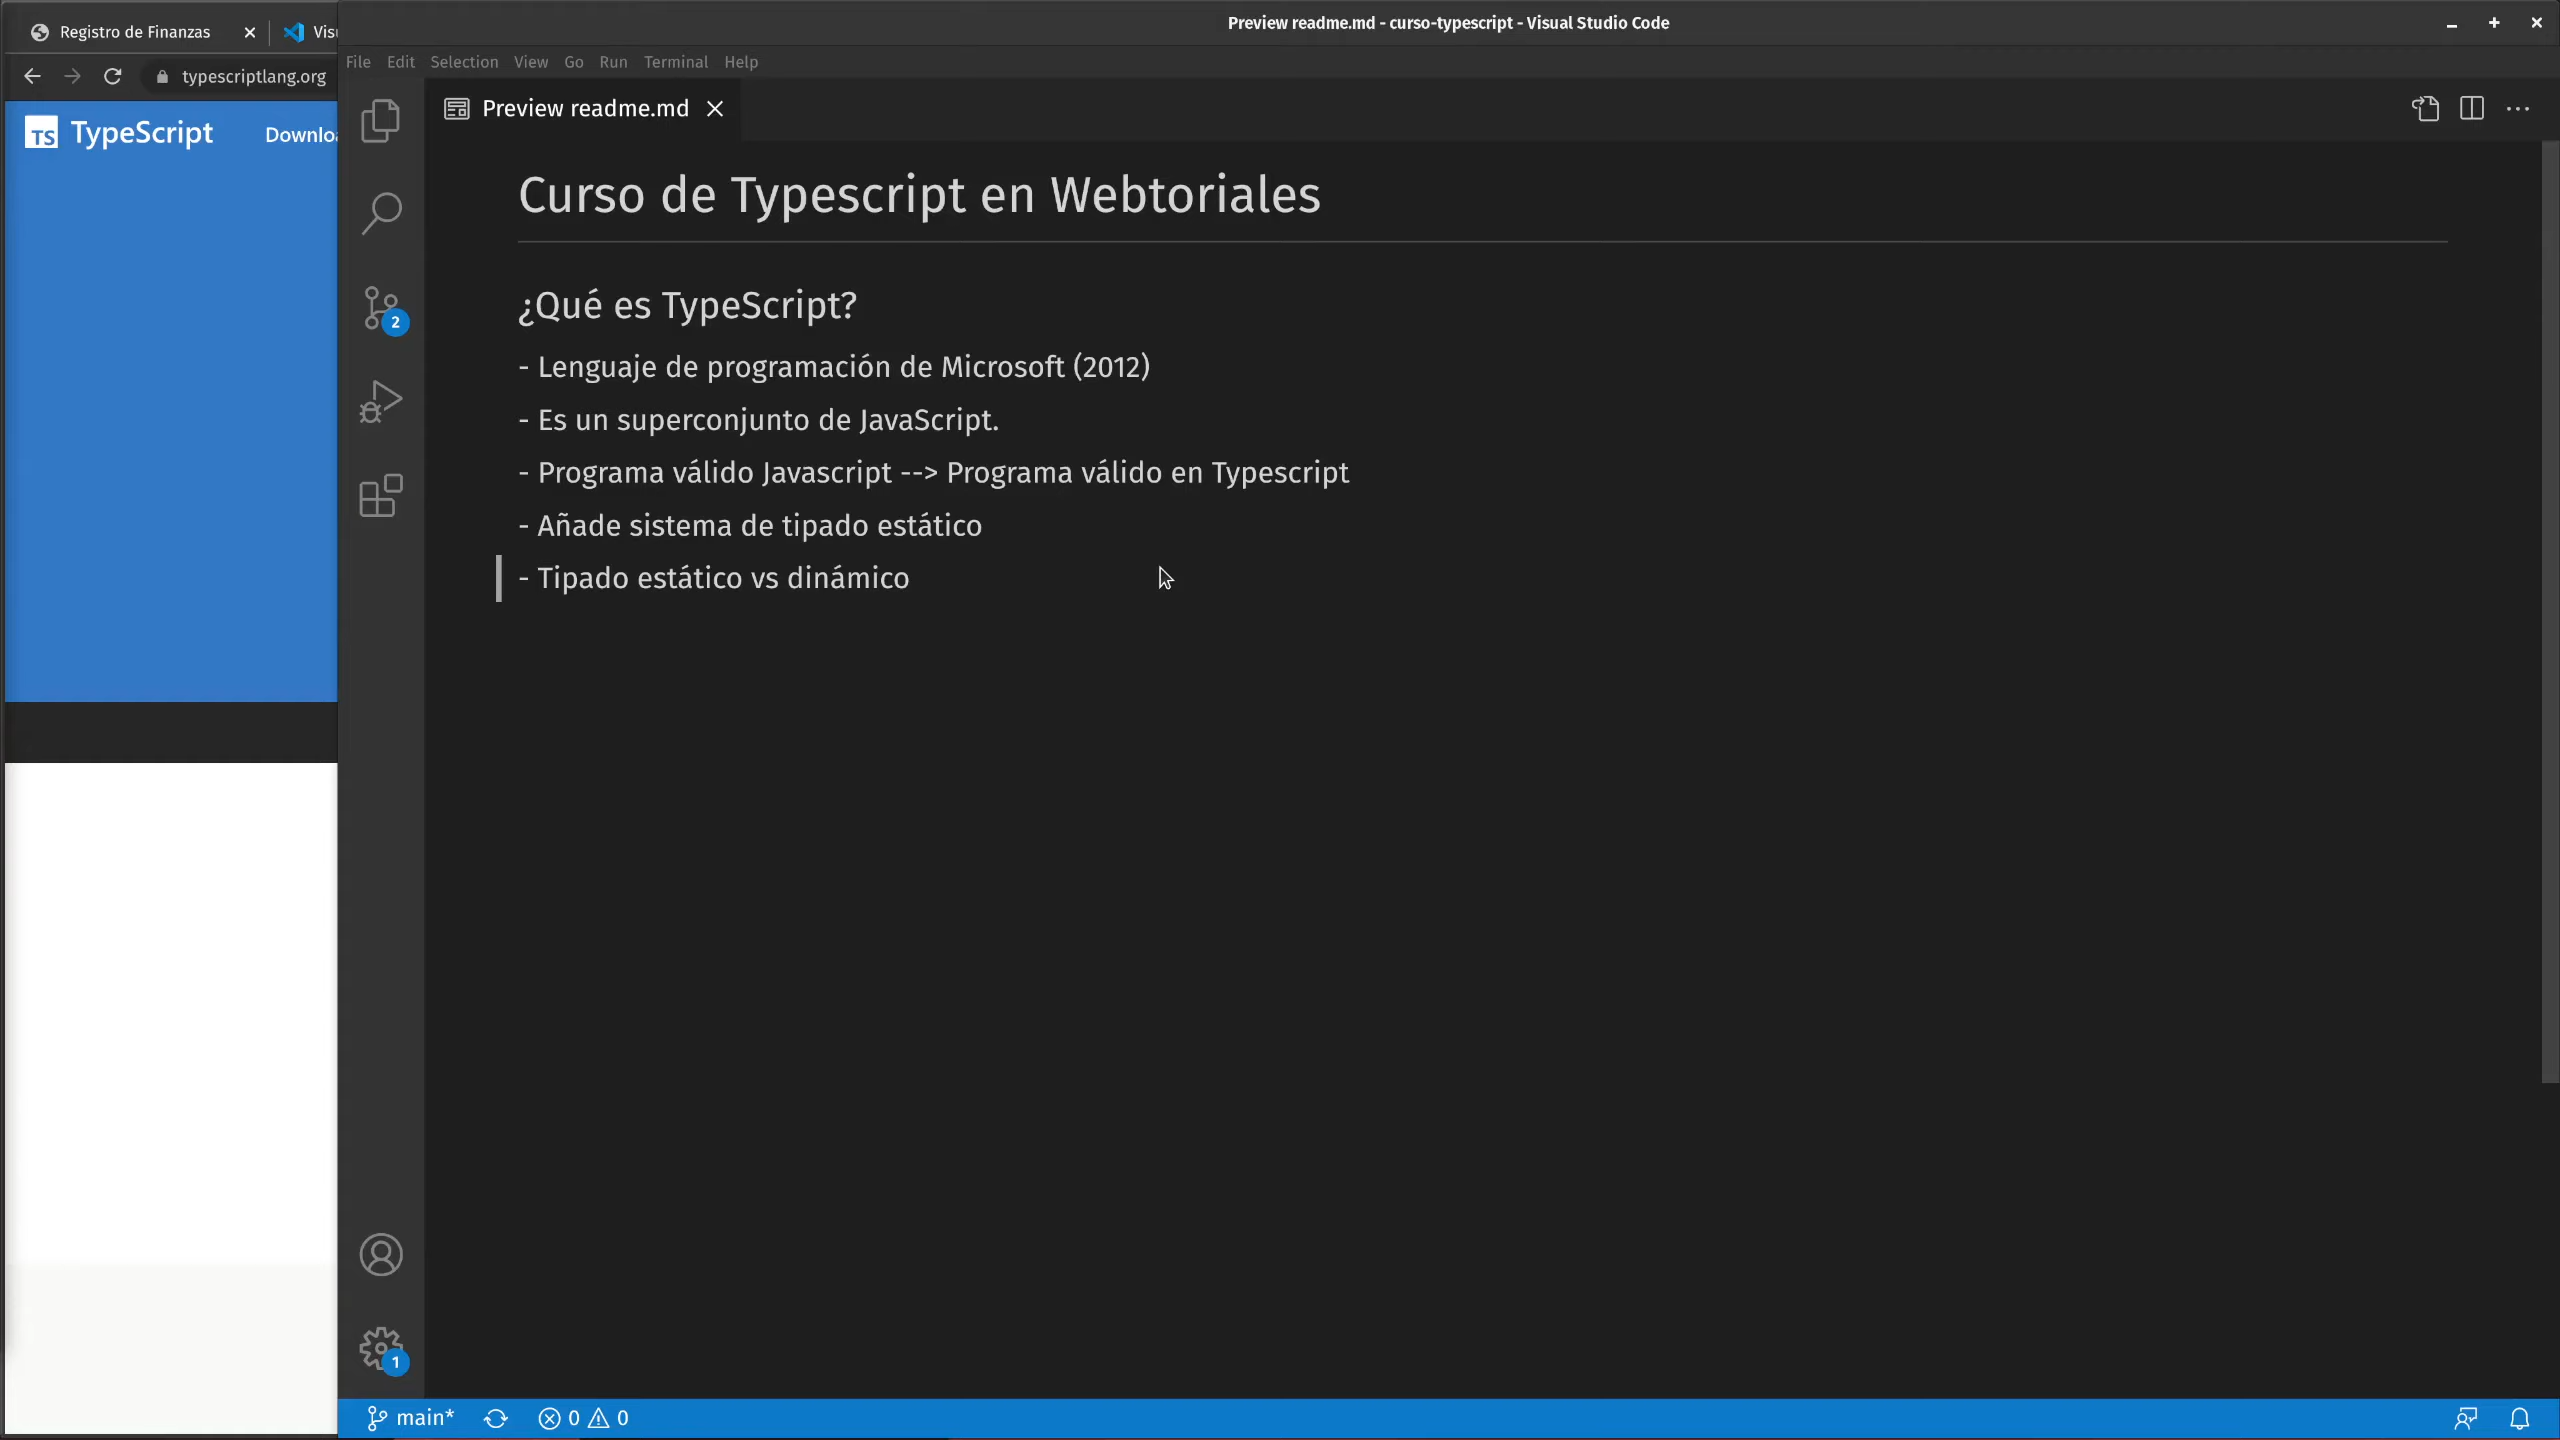 Registro de Finanzas
Preview readme.md - curso-typescript - Visual Studio Code
File Edit Selection View Go Run Terminal Help
typescriptlang.org
TS TypeScript
Preview readme.md
Curso de Typescript en Webtoriales
¿Qué es TypeScript?
- Lenguaje de programación de Microsoft (2012)
- Es un superconjunto de JavaScript.
- Programa válido Javascript --> Programa válido en Typescript
- Añade sistema de tipado estático
- Tipado estático vs dinámico
2
1
main* 0 0